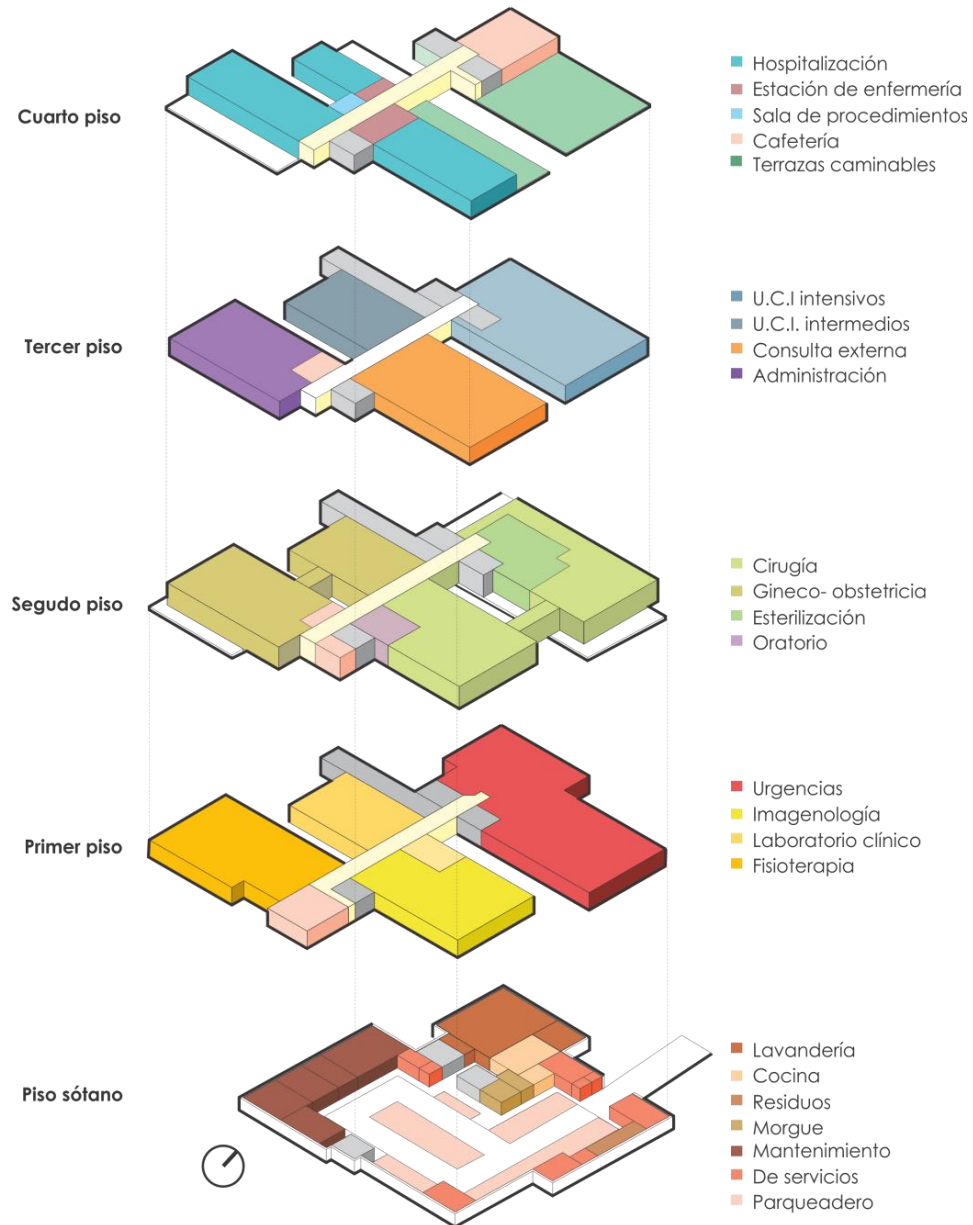 Cuarto piso
Hospitalización
Estación de enfermería
Sala de procedimientos
Cafetería
Terrazas caminables
Tercer piso
U.C.I intensivos
U.C.I. intermedios
Consulta externa
Administración
Segudo piso
Cirugía
Gineco- obstetricia
Esterilización
Oratorio
Primer piso
Urgencias
Imagenología
Laboratorio clínico
Fisioterapia
Piso sótano
Lavandería
Cocina
Residuos
Morgue
Mantenimiento
De servicios
Parqueadero